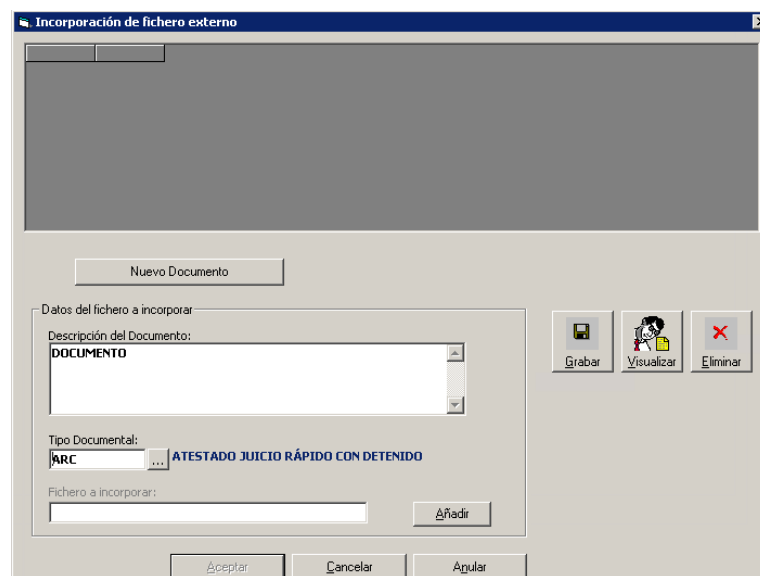 Incorporación de fichero externo
Nuevo Documento
Datos del fichero a incorporar
Descripción del Documento:
DOCUMENTO
Grabar
Visualizar
Eliminar
Tipo Documental:
ARC ... ATESTADO JUICIO RÁPIDO CON DETENIDO
Fichero a incorporar:
Añadir
Aceptar
Cancelar
Anular